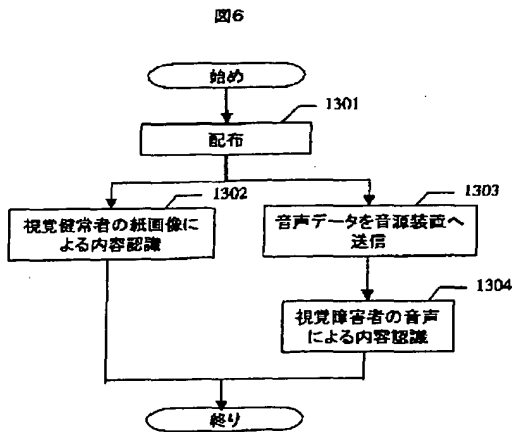 図6
始め
1301
配布
1302
視覚健常者の紙画像に
よる内容認識
1303
音声データを音源装置へ
送信
1304
視覚障害者の音声
による内容認識
終り